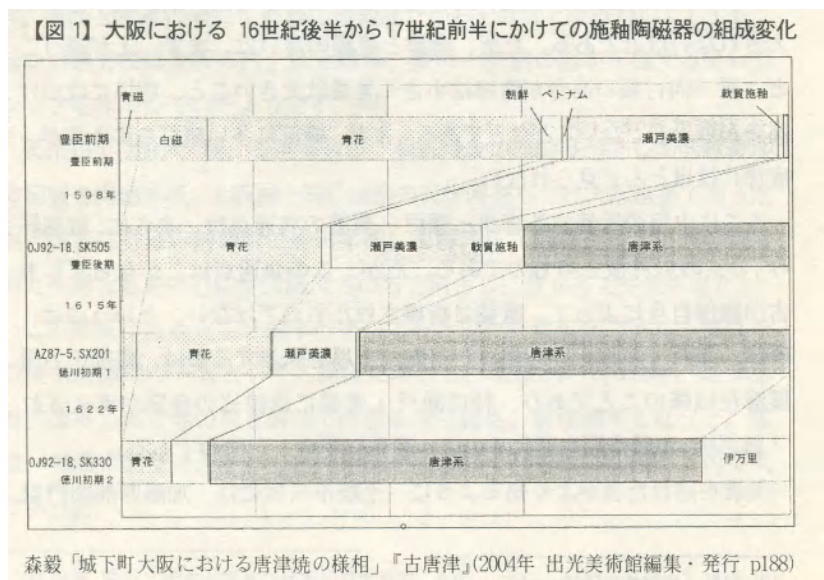 【図1】大阪における 16世紀後半から17世紀前半にかけての施釉陶磁器の組成変化
青磁 朝鮮 ベトナム 軟質施釉
豊臣前期 白磁 青花 瀬戸美濃
豊臣前期
1598年
OJ92-18, SK505 青花 瀬戸美濃 軟質施釉 唐津系
豊臣後期
1615年
AZ87-5, SX201 青花 瀬戸美濃 唐津系
徳川初期1
1622年
OJ92-18, SK330 青花 唐津系 伊万里
徳川初期2
森毅「城下町大阪における唐津焼の様相」『古唐津』(2004年 出光美術館編集・発行 p188)